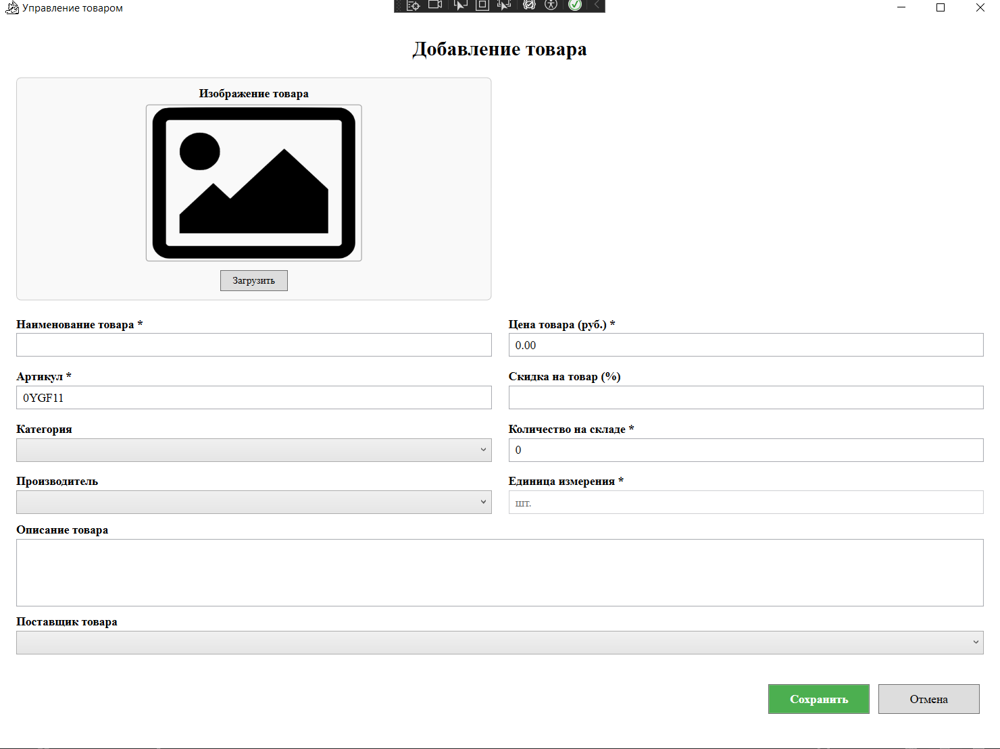 Управление товаром
Добавление товара
Изображение товара
Загрузить
Наименование товара *
Цена товара (руб.) *
0.00
Артикул *
Скидка на товар (%)
0YGF11
Категория
Количество на складе *
0
Производитель
Единица измерения *
шт.
Описание товара
Поставщик товара
Сохранить
Отмена